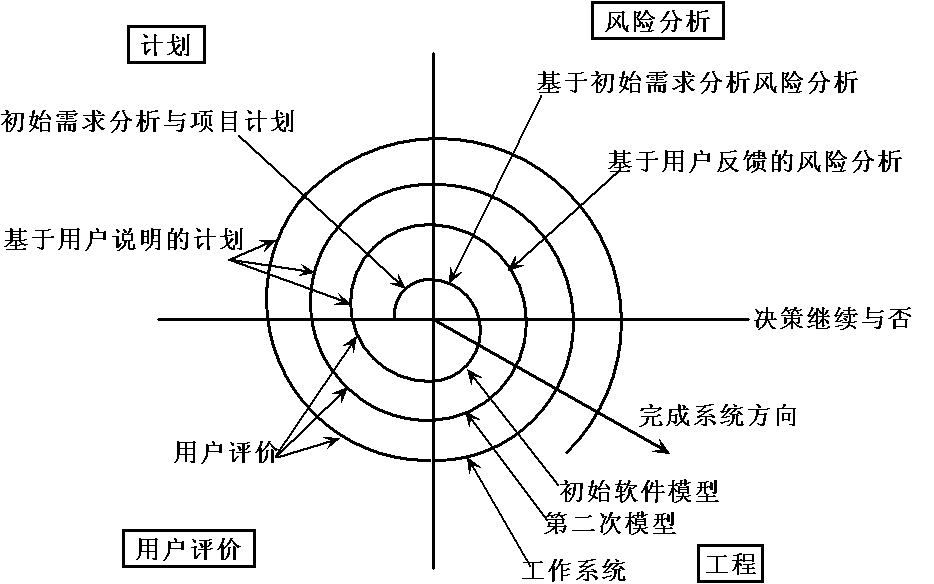 风险分析
计划
基于初始需求分析风险分析
初始需求分析与项目计划
基于用户反馈的风险分析
基于用户说明的计划
决策继续与否
完成系统方向
用户评价
初始软件模型
第二次模型
用户评价
工作系统
工程